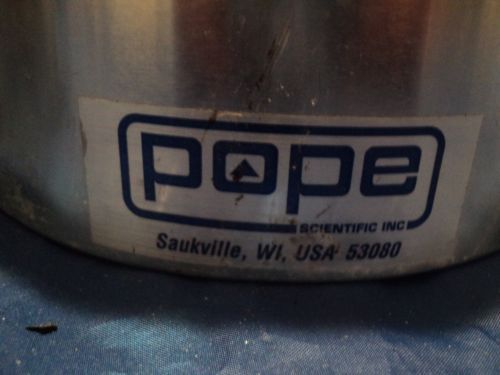 pope
SCIENTIFIC INC
Saukville, WI, USA 53080